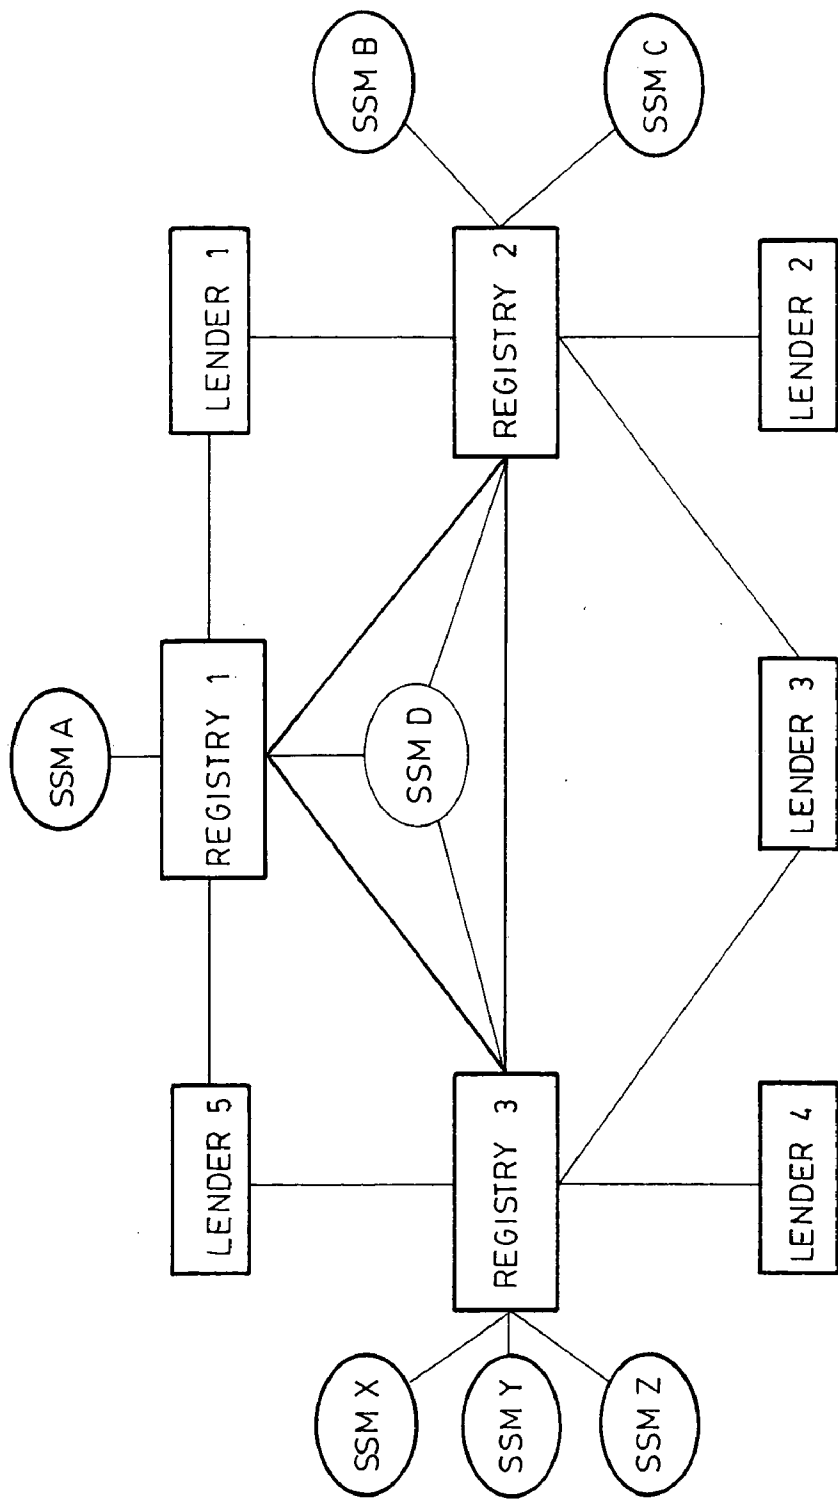 SSM A
LENDER 5
REGISTRY 1
LENDER 1
SSM X
SSM Y
SSM Z
REGISTRY 3
SSM D
REGISTRY 2
SSM B
SSM C
LENDER 4
LENDER 3
LENDER 2